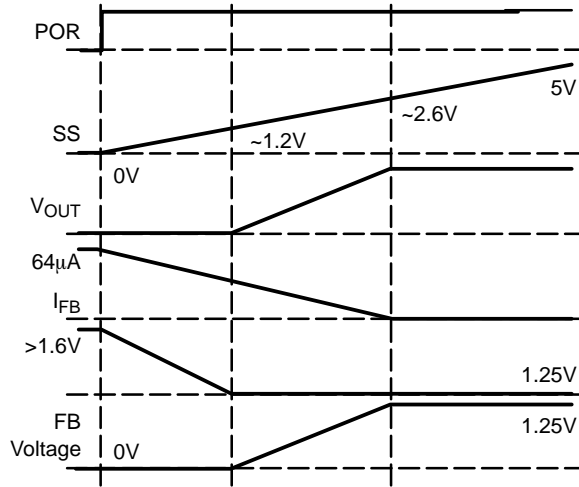 POR
5V
~2.6V
SS
~1.2V
0V
VOUT
64µA
IFB
>1.6V
1.25V
FB
Voltage
0V
1.25V